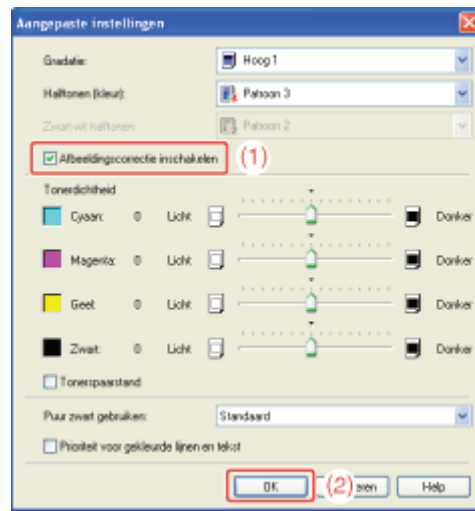 Aangepaste instellingen
Gradatie: Hoog 1
Halftonen (kleur): Patroon 3
Zwart-wit halftonen: Patroon 2
Afbeeldingscorrectie inschakelen (1)
Tonerdichtheid
Cyaan: 0 Licht Donker
Magenta: 0 Licht Donker
Geel: 0 Licht Donker
Zwart: 0 Licht Donker
Tonerspaarstand
Puur zwart gebruiken: Standaard
Prioriteit voor gekleurde lijnen en tekst
OK (2) eren Help